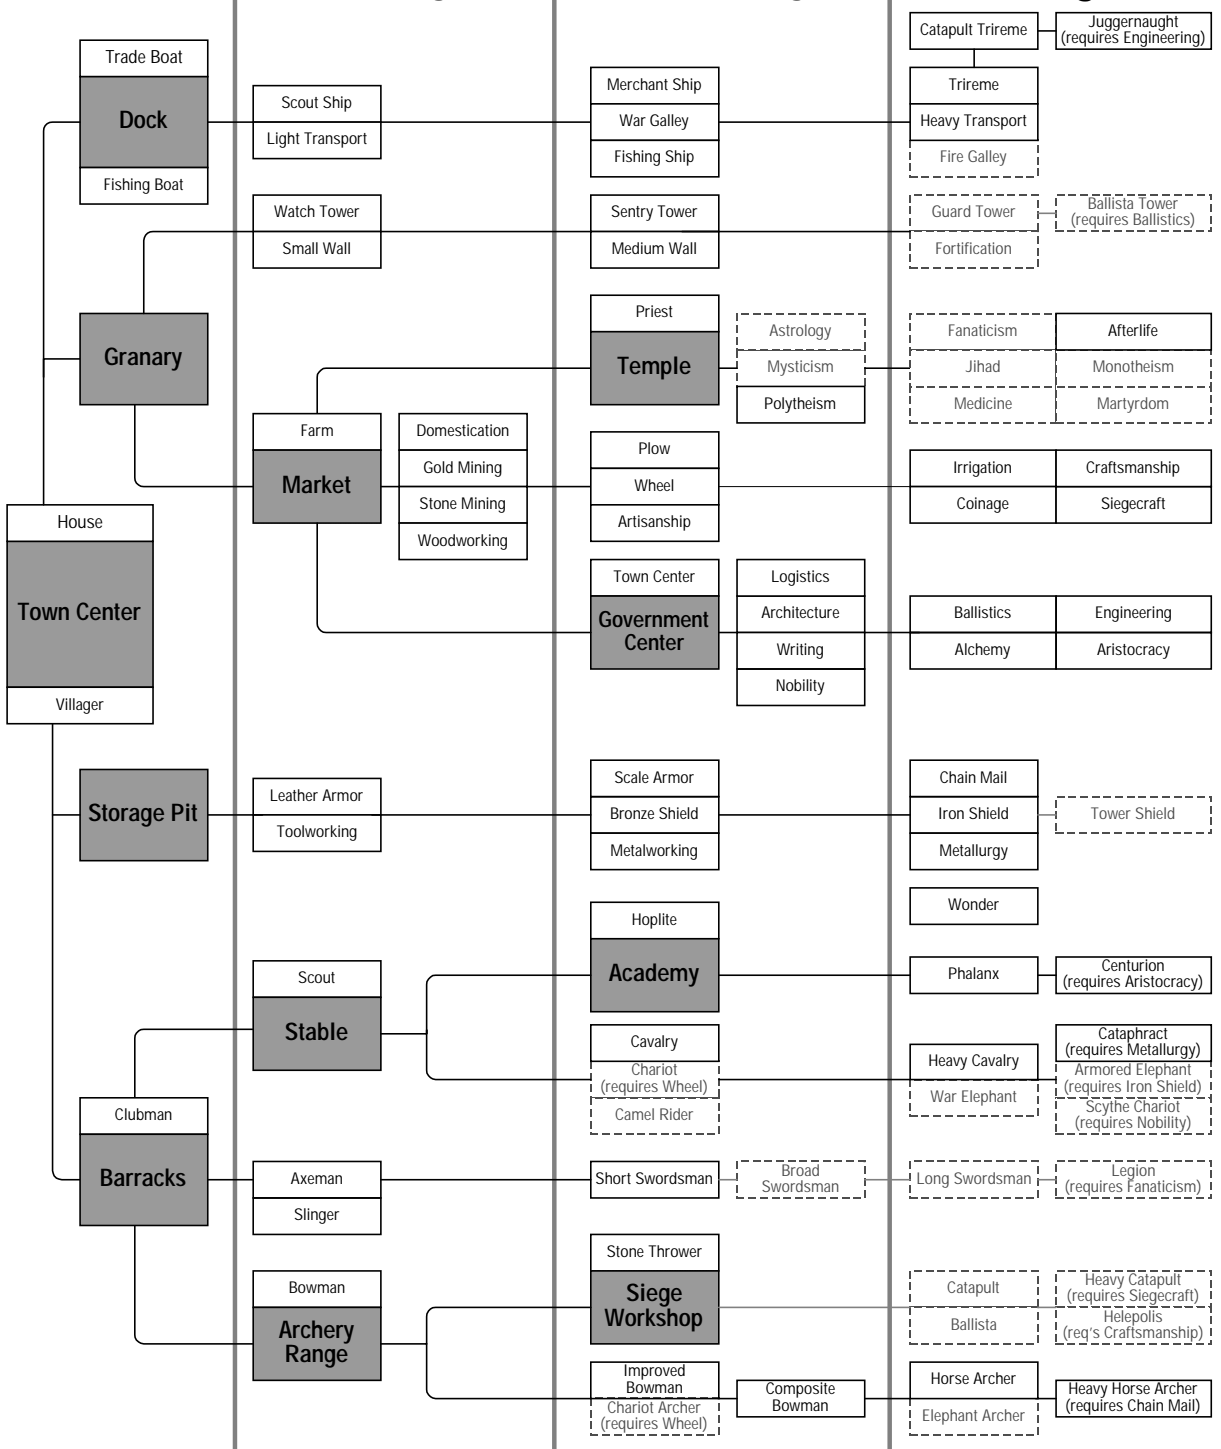 Trade Boat
Dock
Fishing Boat
Scout Ship
Light Transport
Merchant Ship
War Galley
Fishing Ship
Catapult Trireme
Juggernaught
(requires Engineering)
Trireme
Heavy Transport
Fire Galley
Watch Tower
Small Wall
Sentry Tower
Medium Wall
Guard Tower
Fortification
Ballista Tower
(requires Ballistics)
Granary
Priest
Temple
Astrology
Mysticism
Polytheism
Fanaticism
Afterlife
Jihad
Monotheism
Medicine
Martyrdom
Farm
Market
Domestication
Gold Mining
Stone Mining
Woodworking
Plow
Wheel
Artisanship
Irrigation
Craftsmanship
Coinage
Siegecraft
House
Town Center
Villager
Town Center
Government
Center
Logistics
Architecture
Writing
Nobility
Ballistics
Engineering
Alchemy
Aristocracy
Storage Pit
Leather Armor
Toolworking
Scale Armor
Bronze Shield
Metalworking
Chain Mail
Iron Shield
Metallurgy
Tower Shield
Wonder
Scout
Stable
Hoplite
Academy
Phalanx
Centurion
(requires Aristocracy)
Cavalry
Chariot
(requires Wheel)
Camel Rider
Heavy Cavalry
War Elephant
Cataphract
(requires Metallurgy)
Armored Elephant
(requires Iron Shield)
Scythe Chariot
(requires Nobility)
Clubman
Barracks
Axeman
Slinger
Short Swordsman
Broad
Swordsman
Long Swordsman
Legion
(requires Fanaticism)
Bowman
Archery
Range
Stone Thrower
Siege
Workshop
Catapult
Ballista
Heavy Catapult
(requires Siegecraft)
Helepolis
(req's Craftsmanship)
Improved
Bowman
Chariot Archer
(requires Wheel)
Composite
Bowman
Horse Archer
Elephant Archer
Heavy Horse Archer
(requires Chain Mail)